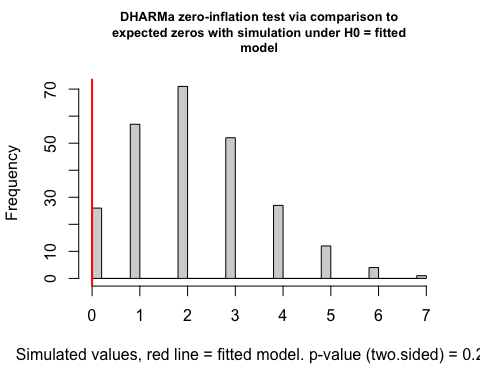 DHARMa zero-inflation test via comparison to
expected zeros with simulation under H0 = fitted
model
Frequency
70
50
30
10
0
0 1 2 3 4 5 6 7
Simulated values, red line = fitted model. p-value (two.sided) = 0.2